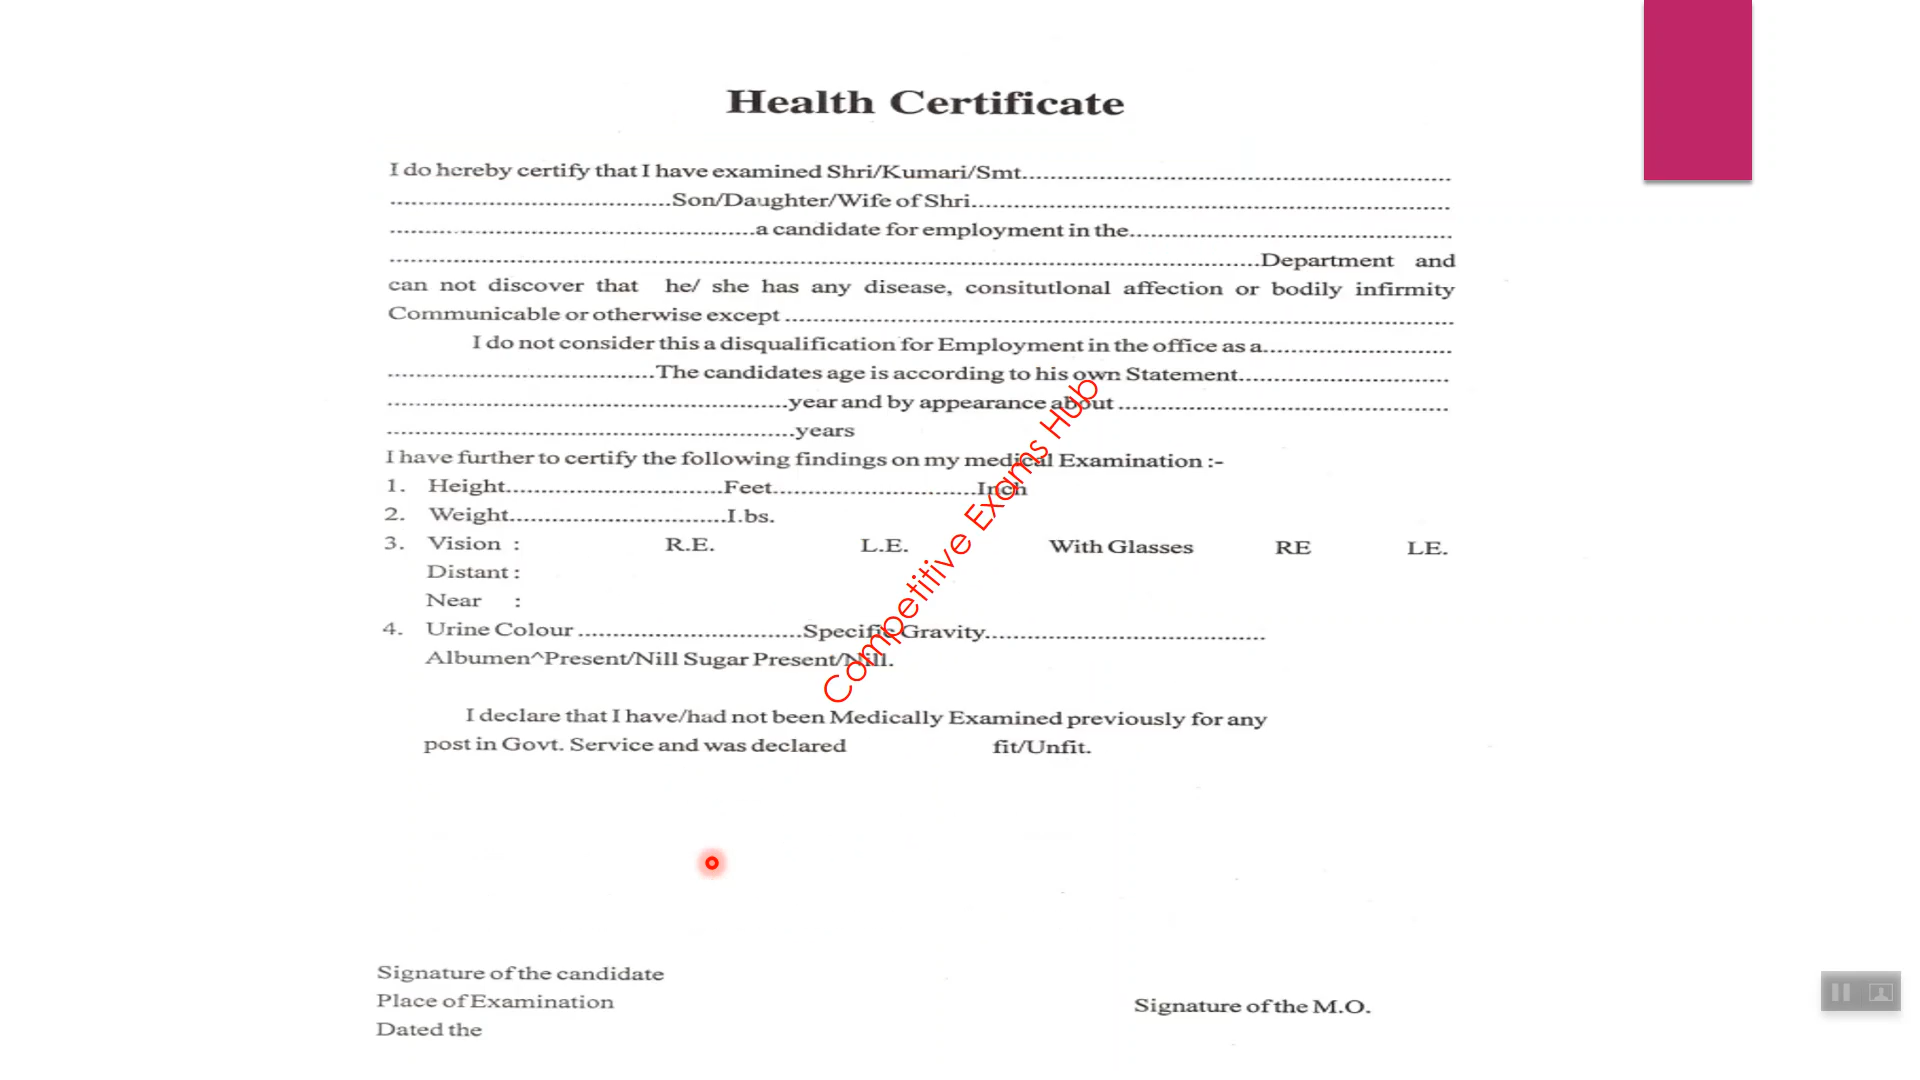 Health Certificate
I do hereby certify that I have examined Shri/Kumari/Smt........................................................................
...............................................Son/Daughter/Wife of Shri................................................................................
.............................................................a candidate for employment in the......................................................
..................................................................................................................................................Department and
can not discover that he/ she has any disease, consitutlonal affection or bodily infirmity
Communicable or otherwise except ................................................................................................................
I do not consider this a disqualification for Employment in the office as a...............................
.............................................The candidates age is according to his own Statement...................................
...................................................................year and by appearance about .......................................................
....................................................................years
I have further to certify the following findings on my medical Examination :-
1. Height....................................Feet..................................Inch
2. Weight....................................I.bs.
3. Vision : R.E. L.E. With Glasses RE LE.
Distant :
Near :
4. Urine Colour .....................................Specific Gravity...............................................
Albumen^Present/Nill Sugar Present/Nill.
I declare that I have/had not been Medically Examined previously for any
post in Govt. Service and was declared fit/Unfit.
Signature of the candidate
Place of Examination
Signature of the M.O.
Dated the
Competitive Exams Hub